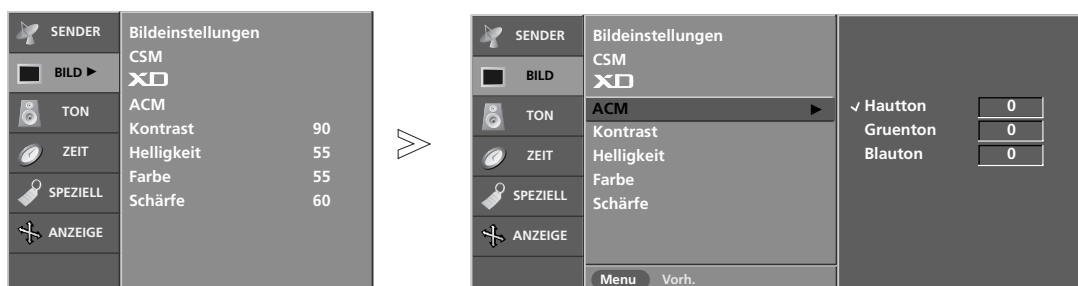 SENDER
BILD ►
TON
ZEIT
SPEZIELL
ANZEIGE
Bildeinstellungen
CSM
XD
ACM
Kontrast 90
Helligkeit 55
Farbe 55
Schärfe 60
SENDER
BILD
TON
ZEIT
SPEZIELL
ANZEIGE
Bildeinstellungen
CSM
XD
ACM ►
Kontrast
Helligkeit
Farbe
Schärfe
Menu Vorh.
✓ Hautton 0
Gruenton 0
Blauton 0